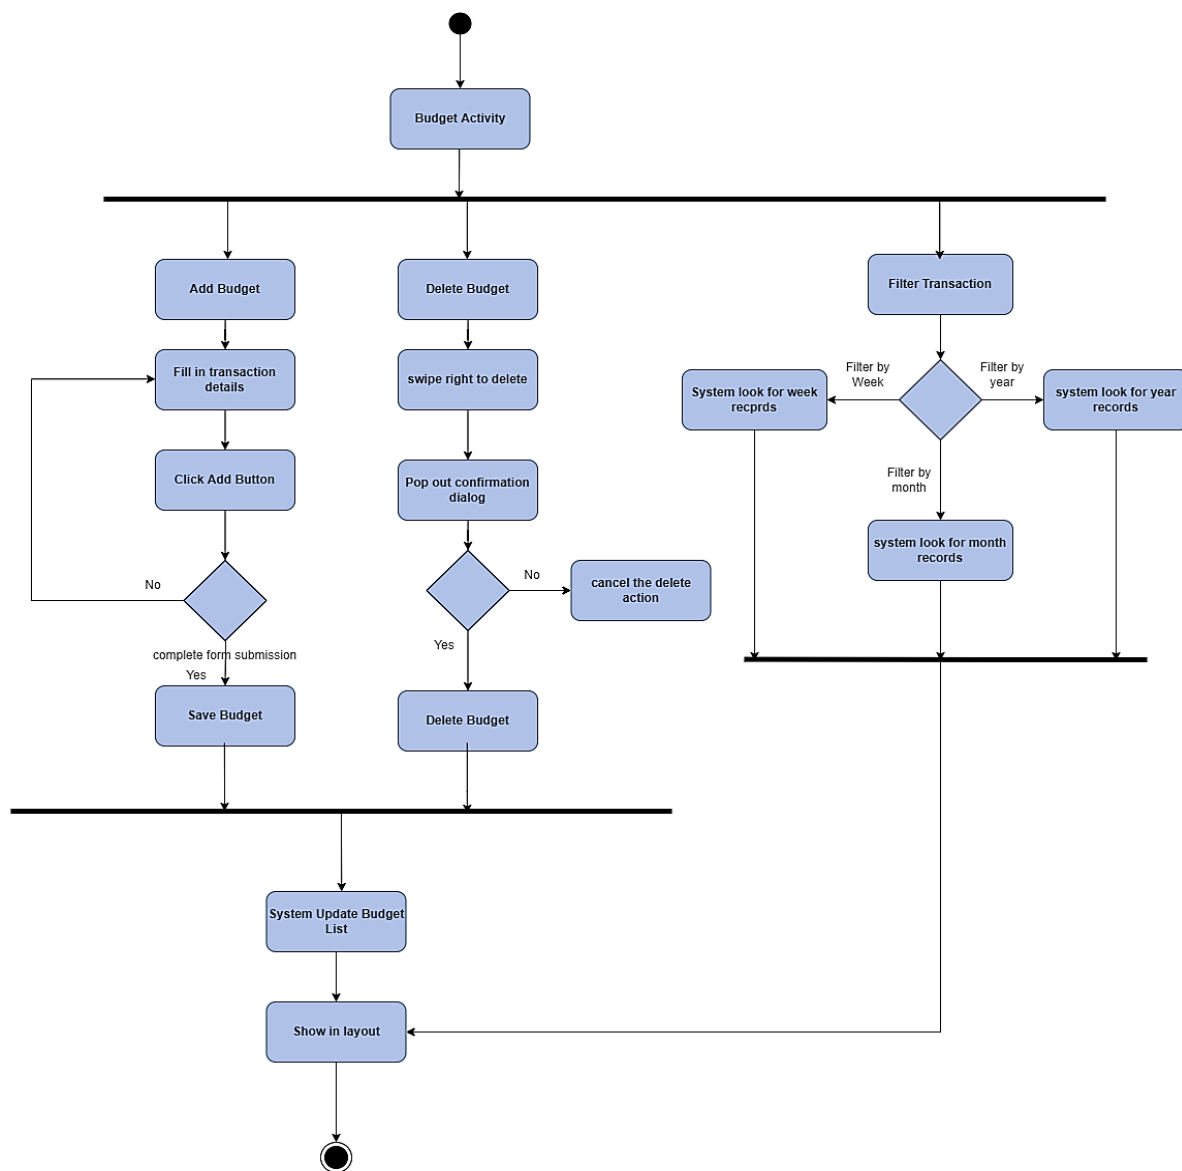 Budget Activity
Add Budget
Delete Budget
Filter Transaction
Fill in transaction
details
swipe right to delete
Filter by
Week
Filter by
year
System look for week
recprds
system look for year
records
Click Add Button
Pop out confirmation
dialog
Filter by
month
system look for month
records
No
No
cancel the delete
action
complete form submission
Yes
Yes
Save Budget
Delete Budget
System Update Budget
List
Show in layout